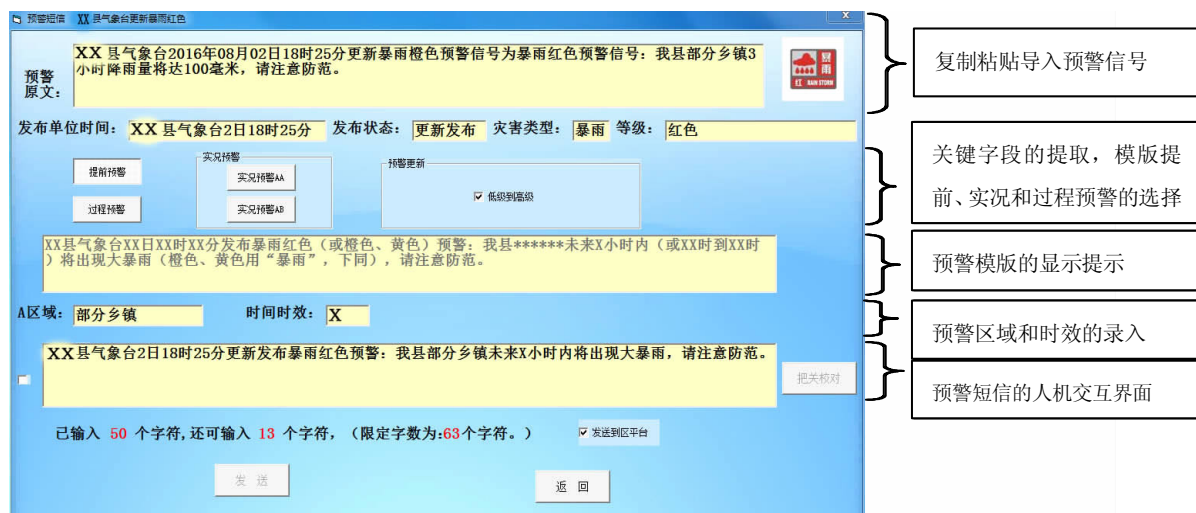 预警短信 XX县气象台更新暴雨红色
x
预警
原文:
XX 县气象台2016年08月02日18时25分更新暴雨橙色预警信号为暴雨红色预警信号:我县部分乡镇3
小时降雨量将达100毫米,请注意防范。
暴
雨
红 RAIN STORM
复制粘贴导入预警信号
发布单位时间: XX 县气象台2日18时25分 发布状态: 更新发布 灾害类型: 暴雨 等级: 红色
提前预警
过程预警
实况预警
实况预警AA
实况预警AB
预警更新
低级到高级
关键字段的提取,模版提
前、实况和过程预警的选择
XX县气象台XX日XX时XX分发布暴雨红色(或橙色、黄色)预警:我县******未来X小时内(或XX时到XX时
)将出现大暴雨(橙色、黄色用“暴雨”,下同),请注意防范。
预警模版的显示提示
A区域: 部分乡镇 时间时效: X
预警区域和时效的录入
XX县气象台2日18时25分更新发布暴雨红色预警:我县部分乡镇未来X小时内将出现大暴雨,请注意防范。
把关校对
预警短信的人机交互界面
已输入 50 个字符,还可输入 13 个字符,(限定字数为:63个字符。)
发送到区平台
发 送
返 回